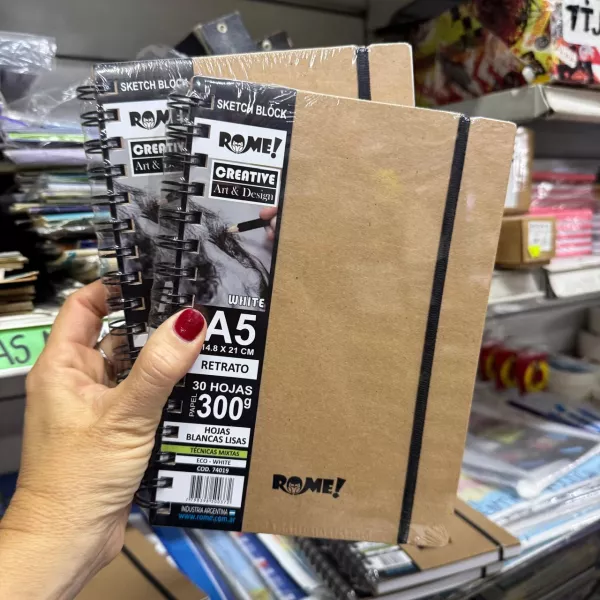 SKETCH BLOCK
ROME!
CREATIVE
Art & Design
SKETCH BLOCK
ROME!
CREATIVE
Art & Design
WHITE
A5
14.8 X 21 CM
RETRATO
30 HOJAS
PAPEL 300g
HOJAS
BLANCAS LISAS
TÉCNICAS MIXTAS
ECO - WHITE
COD. 74019
INDUSTRIA ARGENTINA
www.rome.com.ar
ROME!
AS